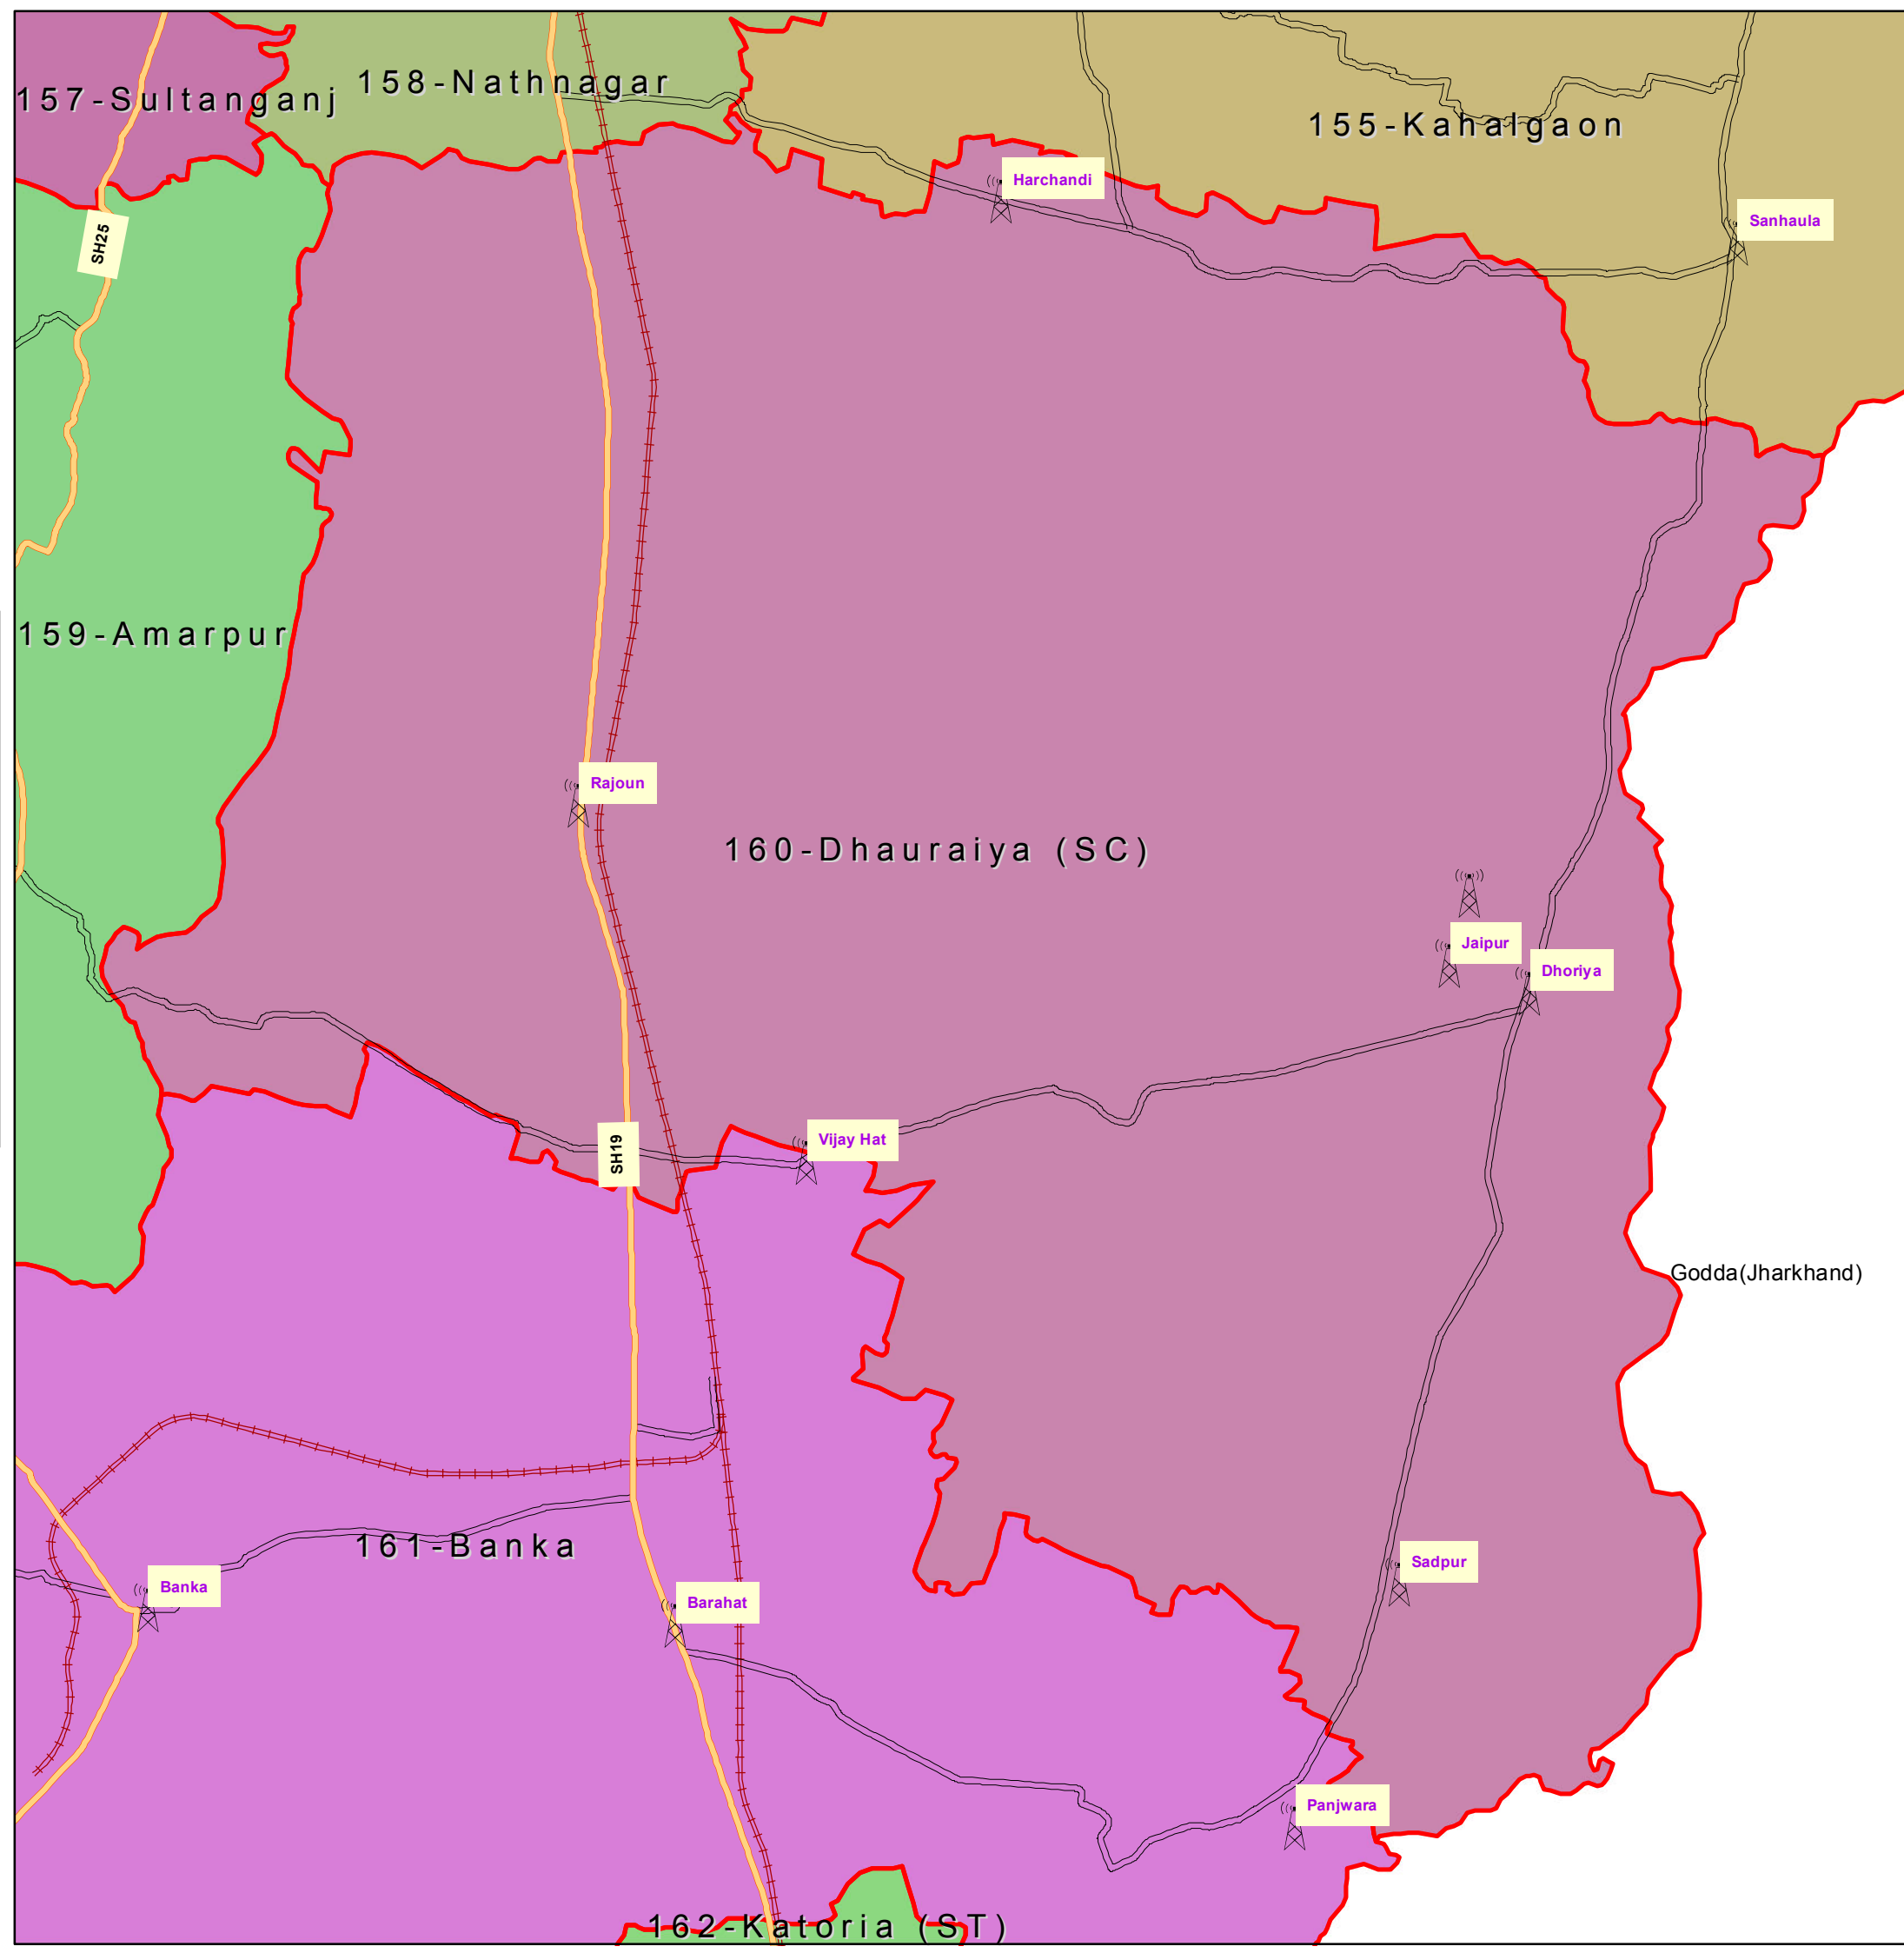 158-Nathnagar
157-Sultanganj
155-Kahalgaon
Harchandi
Sanhaula
SH25
159-Amarpur
Rajoun
160-Dhauraiya (SC)
Jaipur
Dhoriya
Vijay Hat
SH19
Godda(Jharkhand)
161-Banka
Sadpur
Banka
Barahat
Panjwara
162-Katoria (ST)